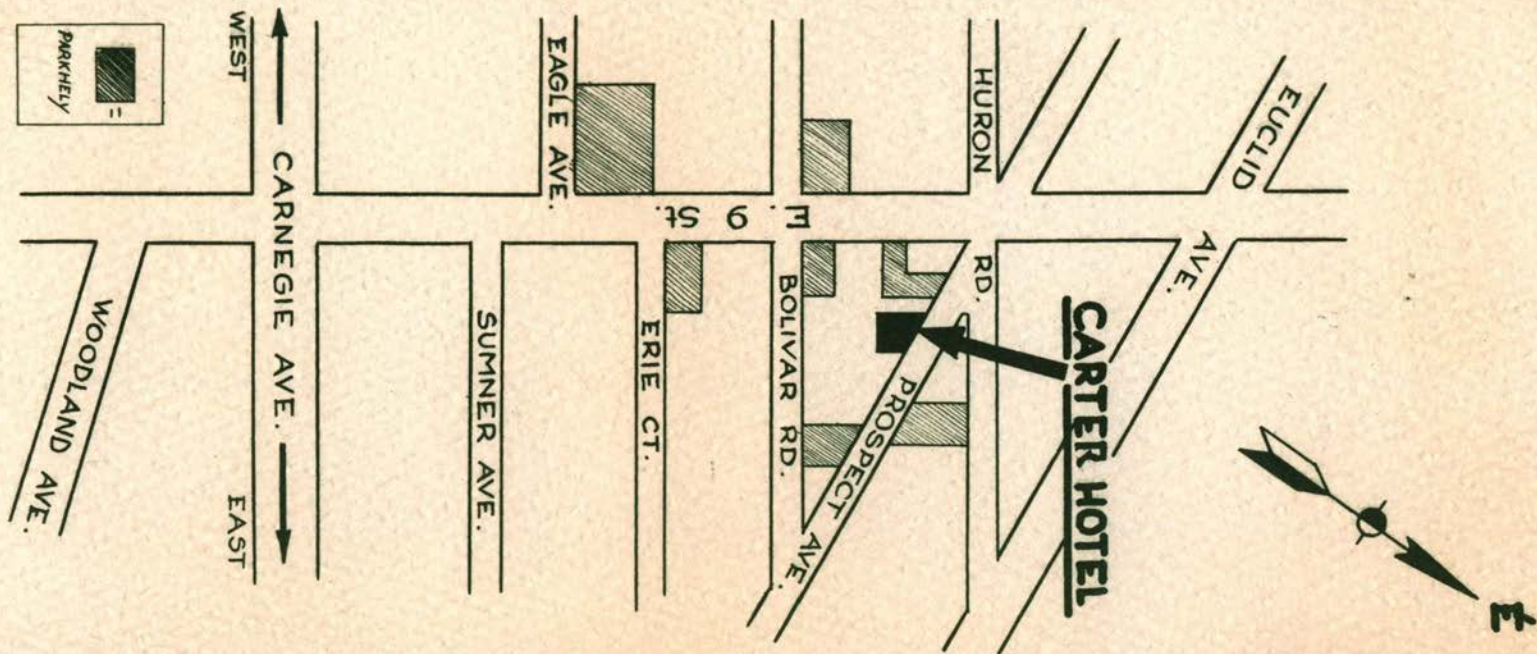 É
EUCLID AVE.
CARTER HOTEL
HURON RD.
PROSPECT AVE.
BOLIVAR RD.
E. 9 St.
ERIE CT.
EAGLE AVE.
SUMNER AVE.
WEST
CARNEGIE AVE.
EAST
WOODLAND AVE.
=
PARKHELY